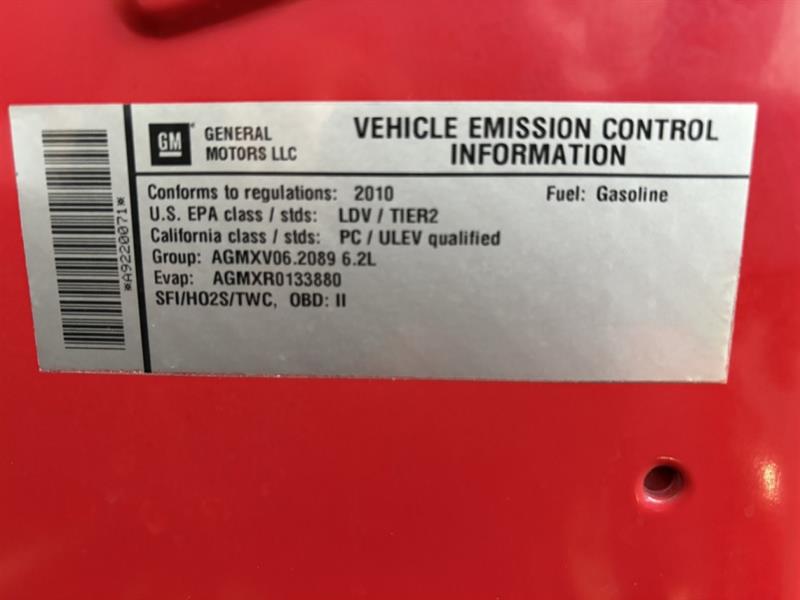 *A9220071*
GM
GENERAL
MOTORS LLC
VEHICLE EMISSION CONTROL
INFORMATION
Conforms to regulations: 2010 Fuel: Gasoline
U.S. EPA class / stds: LDV / TIER2
California class / stds: PC / ULEV qualified
Group: AGMXV06.2089 6.2L
Evap: AGMXR0133880
SFI/HO2S/TWC, OBD: II